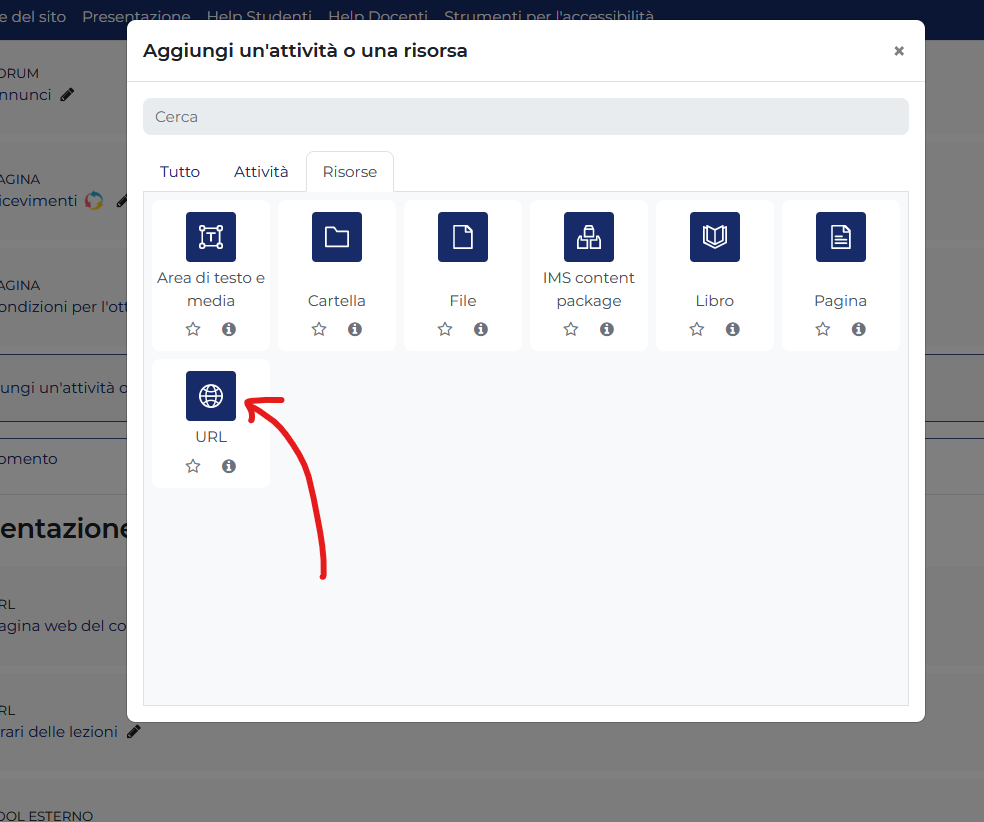 e del sito Presentazione Help Studenti Help Docenti Strumenti per l'accessibilità
Aggiungi un'attività o una risorsa
×
Cerca
Tutto Attività Risorse
Area di testo e
media
Cartella
File
IMS content
package
Libro
Pagina
URL
ORUM
nnunci
AGINA
icevimenti
AGINA
ondizioni per l'ott
ungi un'attività o
omento
entazione
RL
agina web del co
RL
rari delle lezioni
OOL ESTERNO